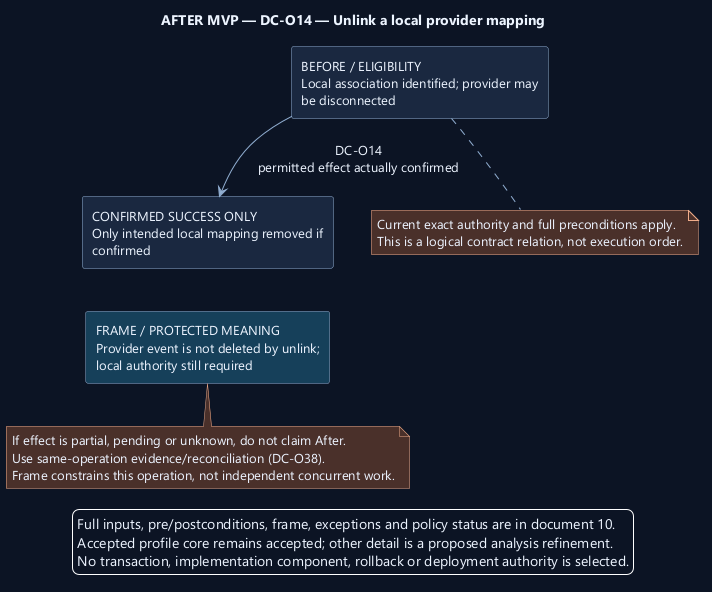 AFTER MVP — DC-O14 — Unlink a local provider mapping
BEFORE / ELIGIBILITY
Local association identified; provider may
be disconnected
DC-O14
permitted effect actually confirmed
CONFIRMED SUCCESS ONLY
Only intended local mapping removed if
confirmed
Current exact authority and full preconditions apply.
This is a logical contract relation, not execution order.
FRAME / PROTECTED MEANING
Provider event is not deleted by unlink;
local authority still required
If effect is partial, pending or unknown, do not claim After.
Use same-operation evidence/reconciliation (DC-O38).
Frame constrains this operation, not independent concurrent work.
Full inputs, pre/postconditions, frame, exceptions and policy status are in document 10.
Accepted profile core remains accepted; other detail is a proposed analysis refinement.
No transaction, implementation component, rollback or deployment authority is selected.